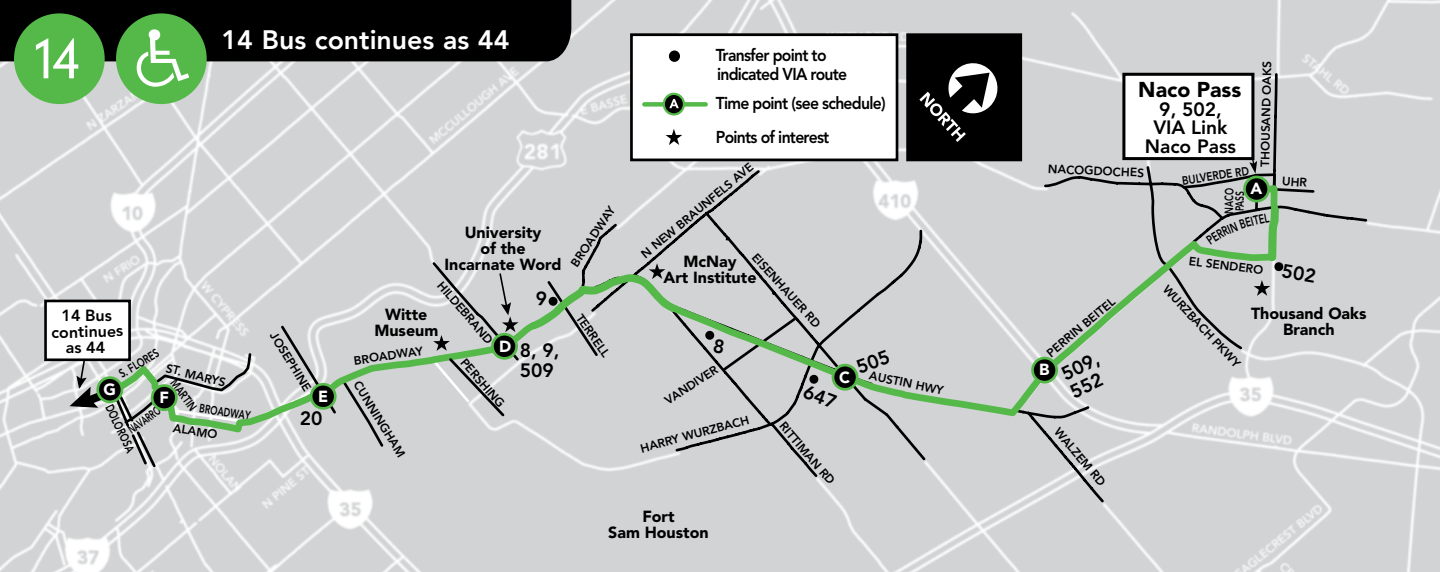 14
14 Bus continues as 44
Transfer point to
indicated VIA route
A
Time point (see schedule)
Points of interest
NORTH
Naco Pass
9, 502,
VIA Link
Naco Pass
THOUSAND OAKS
STAHL RD
N ZARZAMORA
MCCULLOUGH AVE
E BASSE
281
10
410
NACOGDOCHES
BULVERDE RD
A
UHR
NACO
PASS
PERRIN BEITEL
EL SENDERO
502
Thousand Oaks
Branch
WURZBACH PKWY
PERRIN BEITEL
B
509,
552
35
RANDOLPH BLVD
WALZEM RD
EAGLECREST BLVD
N NEW BRAUNFELS AVE
McNay
Art Institute
EISENHAUER RD
BROADWAY
University
of the
Incarnate Word
HILDEBRAND
9
TERRELL
D
8, 9,
509
Witte
Museum
PERSHING
BROADWAY
8
VANDIVER
647
C
505
AUSTIN HWY
HARRY WURZBACH
RITTIMAN RD
Fort
Sam Houston
N FRIO
W CYPRESS
JOSEPHINE
E
20
CUNNINGHAM
14 Bus
continues
as 44
S. FLORES
ST. MARYS
G
F
MARTIN
BROADWAY
NAVARRO
DOLOROSA
ALAMO
NOLAN
N PINE ST
35
37